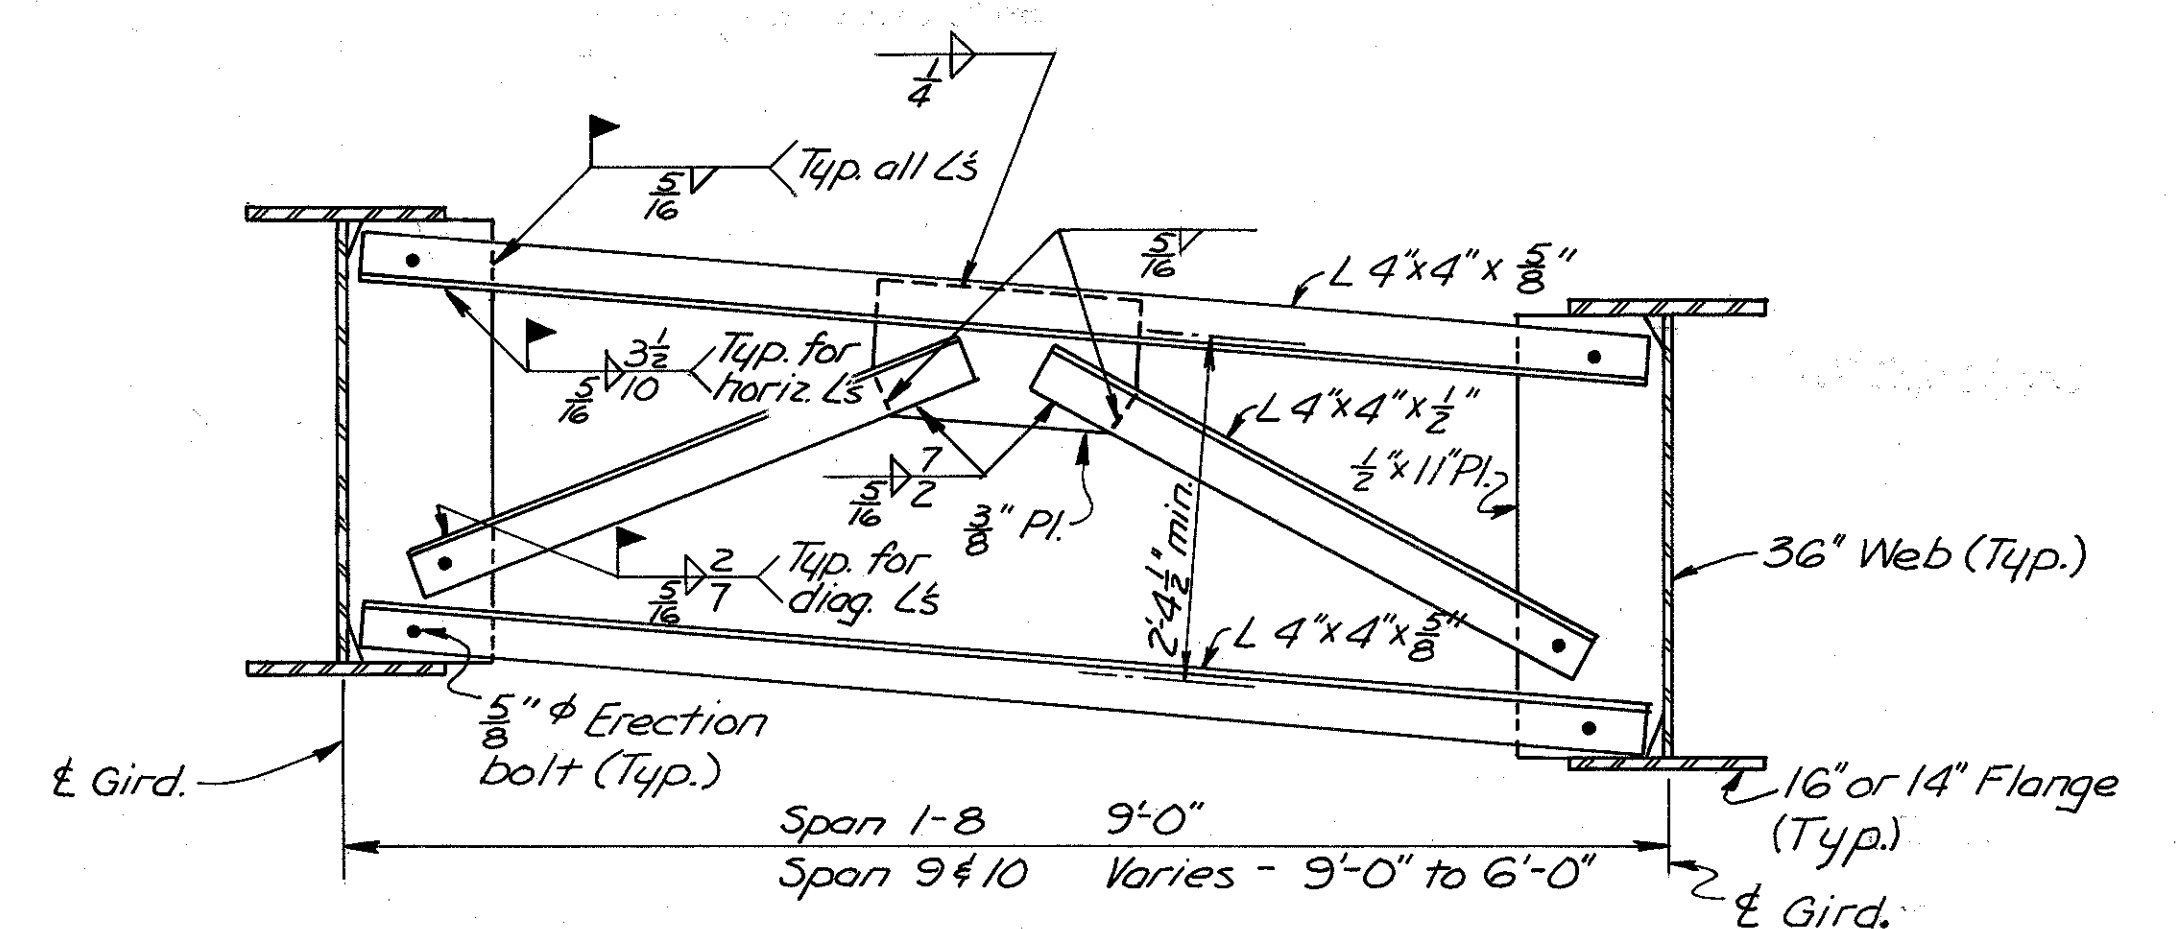 1/4
5/16 Typ. all L's
5/16
L 4"x4" x 5/8"
5/16 3 1/2 10 Typ. for
horiz. L's
L 4"x4"x 1/2"
1/2"x11" Pl.
5/16 7 2
3/8" Pl.
2'-4 1/2" min.
36" Web (Typ.)
5/16 2 7 Typ. for
diag. L's
L 4"x4"x 5/8"
5/8" ϕ Erection
bolt (Typ.)
℄ Gird.
16" or 14" Flange
(Typ.)
Span 1-8 9'-0"
Span 9 & 10 Varies - 9'-0" to 6'-0"
℄ Gird.